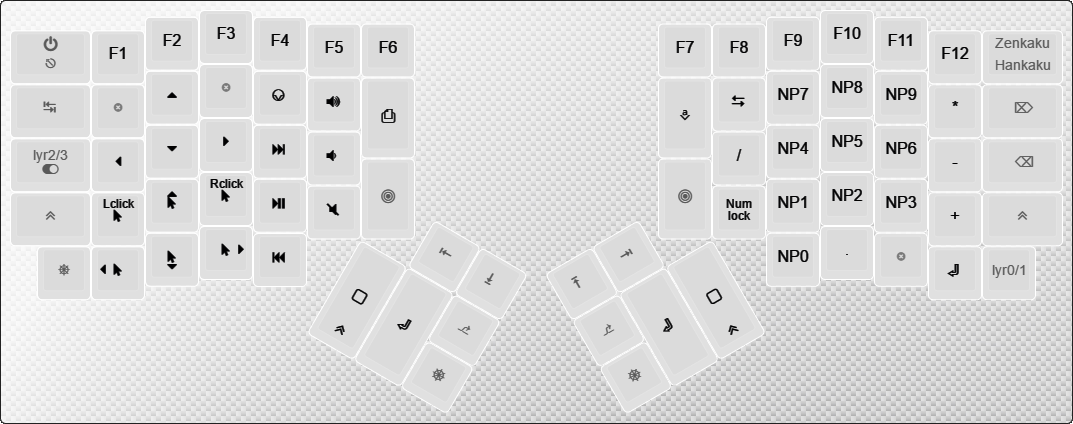 F1
F2
F3
F4
F5
F6
F7
F8
F9
F10
F11
F12
Zenkaku
Hankaku
NP7
NP8
NP9
*
lyr2/3
/
NP4
NP5
NP6
-
Lclick
Rclick
Num
lock
NP1
NP2
NP3
+
NP0
.
lyr0/1